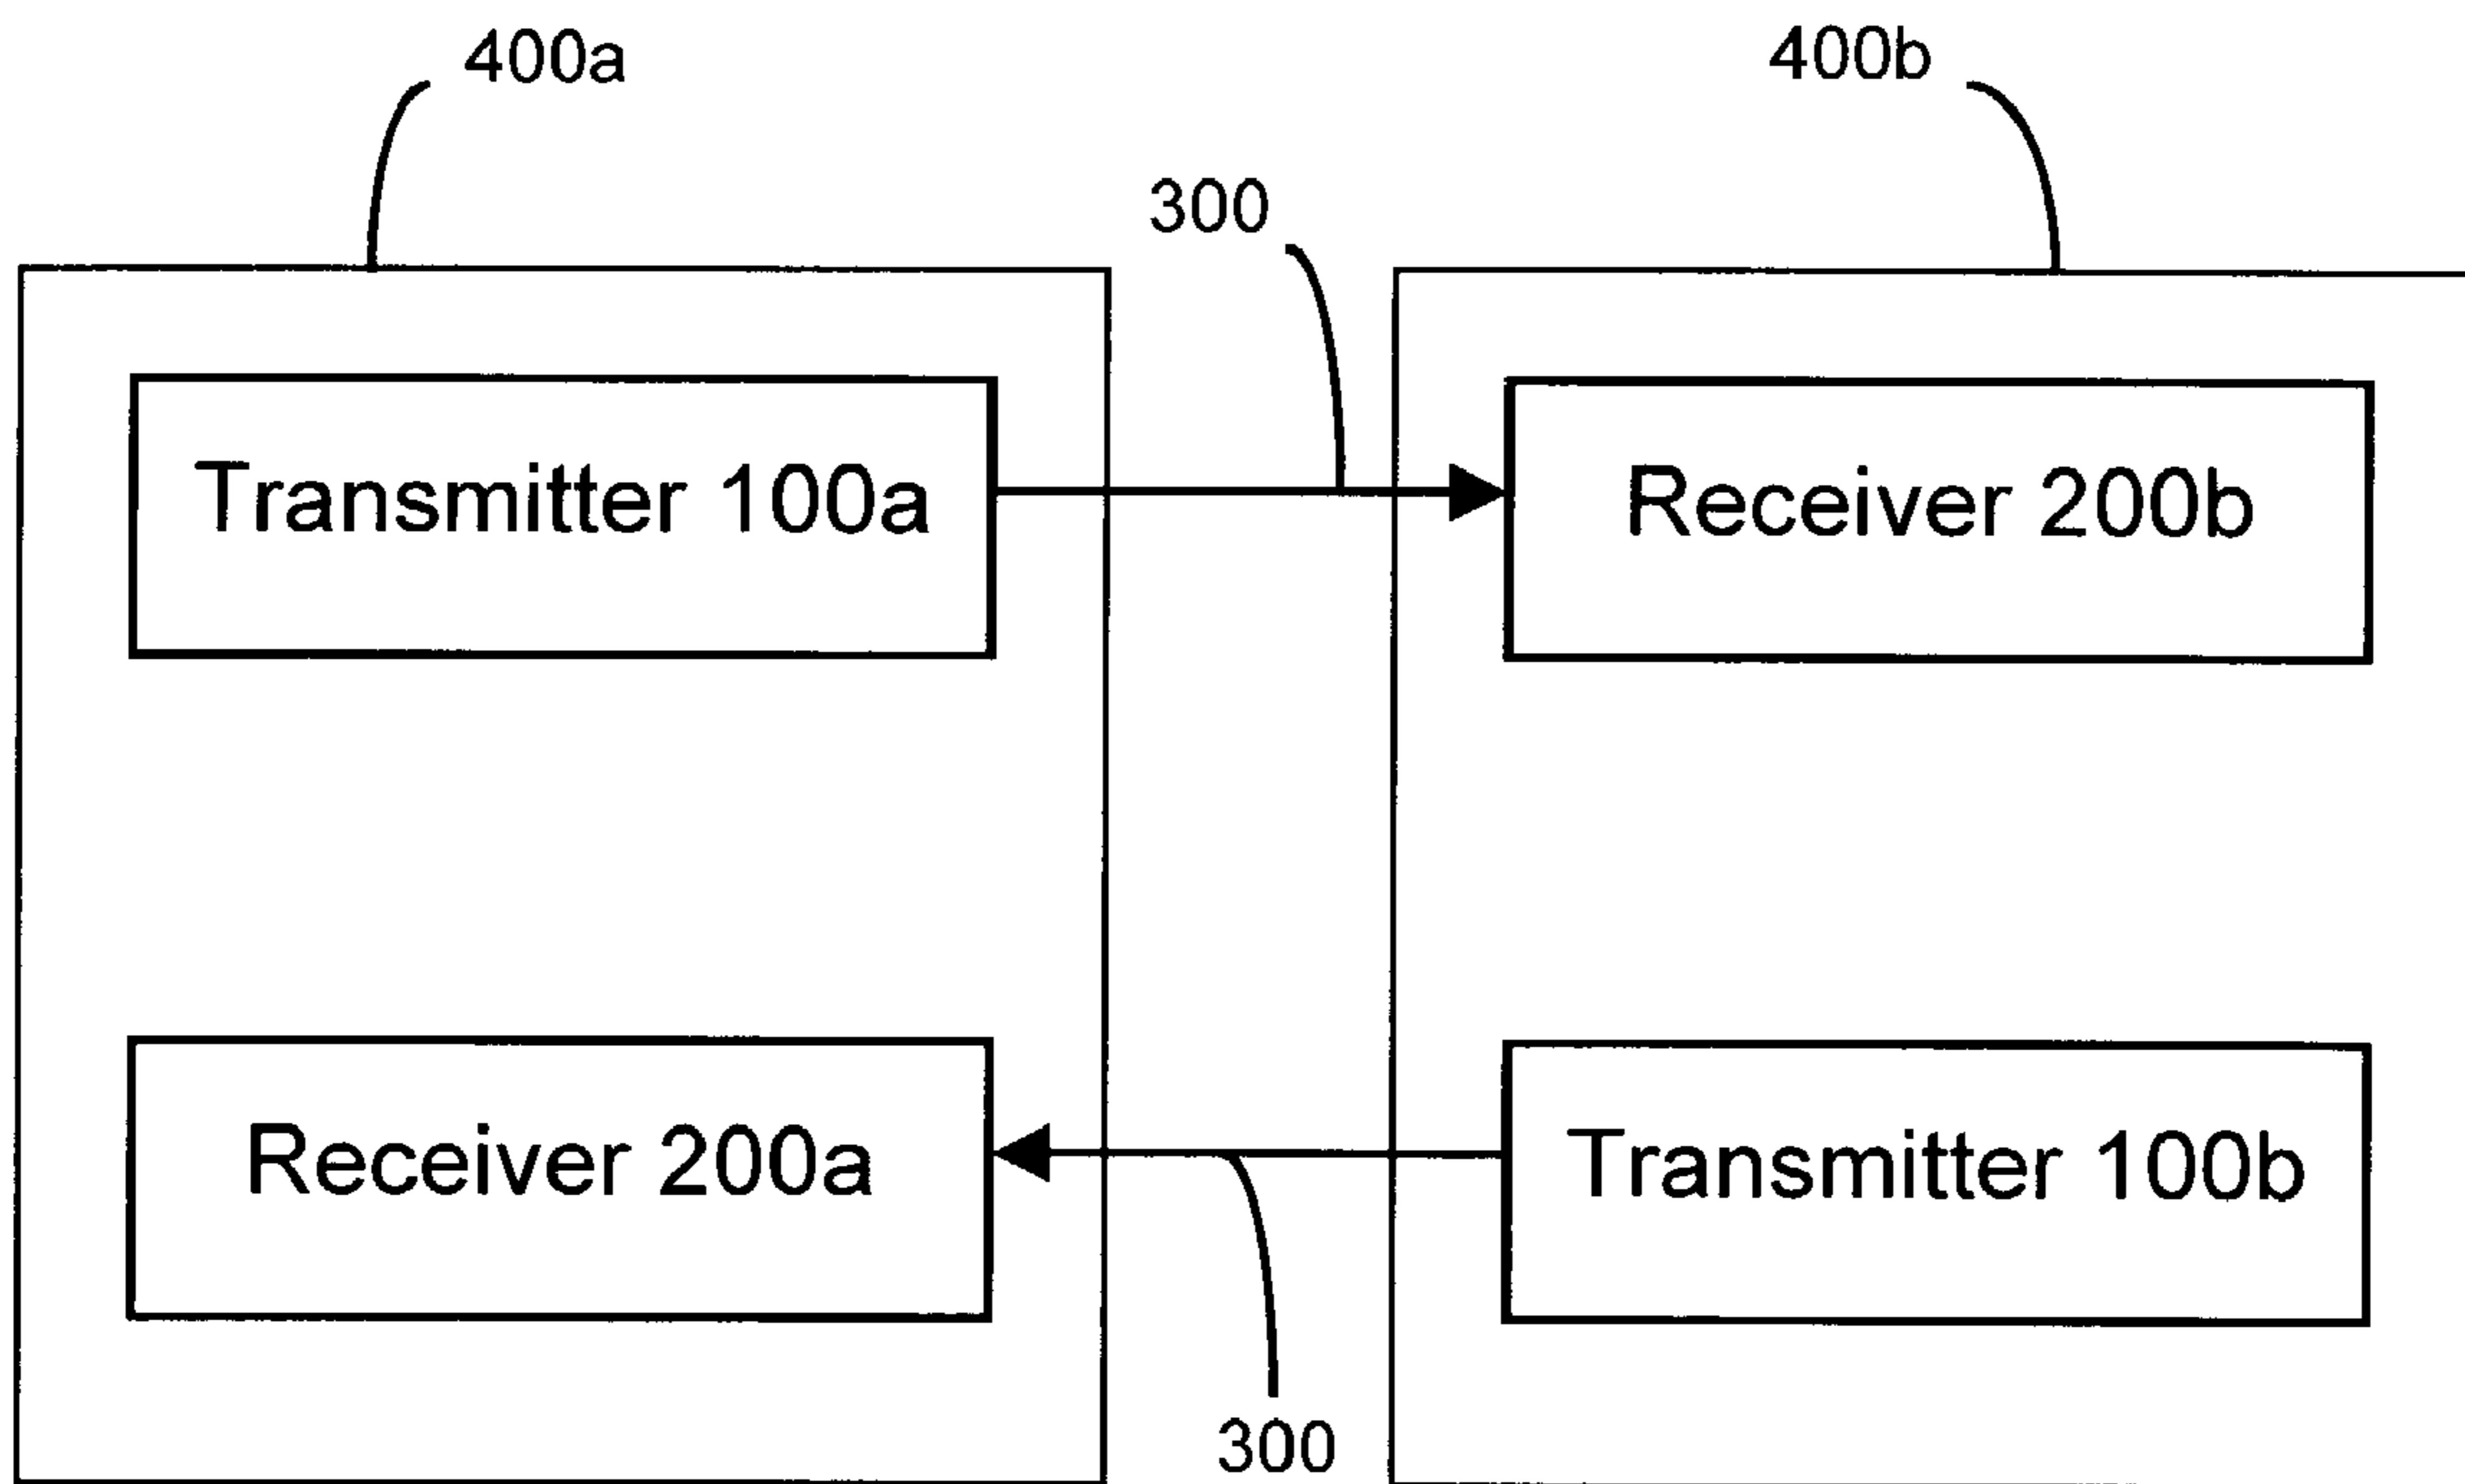 400a
400b
300
Transmitter 100a
Receiver 200b
Receiver 200a
Transmitter 100b
300